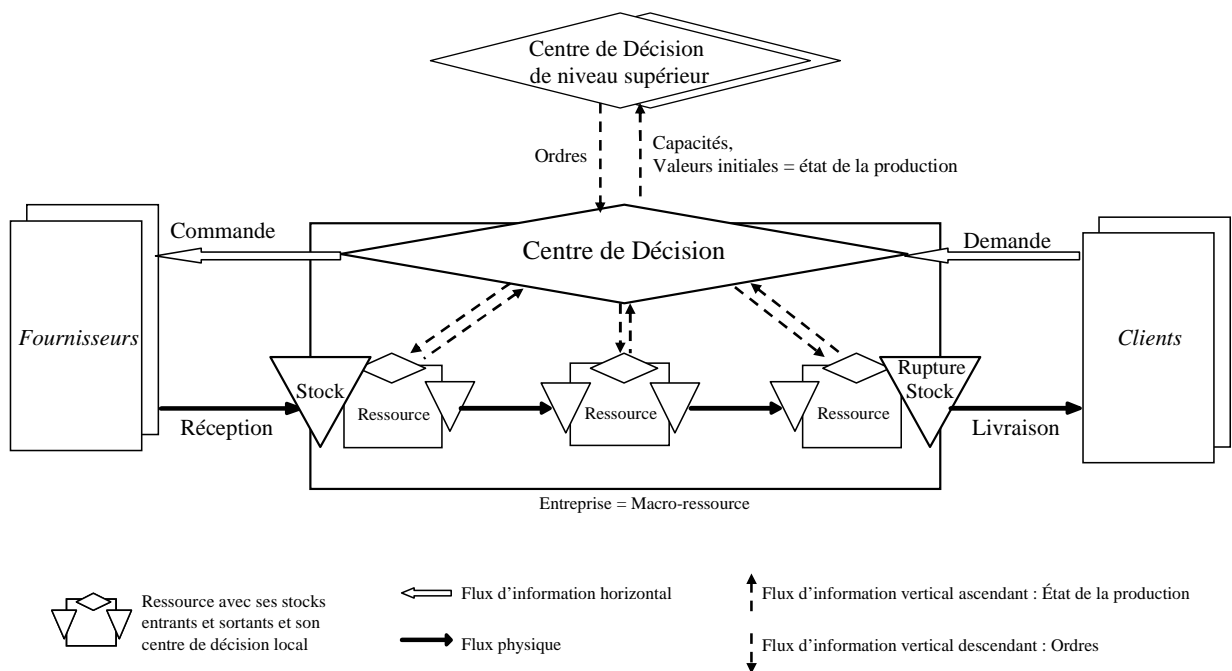 Centre de Décision
de niveau supérieur
Ordres
Capacités,
Valeurs initiales = état de la production
Commande
Centre de Décision
Demande
Fournisseurs
Clients
Stock
Ressource
Ressource
Ressource
Rupture
Stock
Réception
Livraison
Entreprise = Macro-ressource
Ressource avec ses stocks
entrants et sortants et son
centre de décision local
Flux d’information horizontal
Flux physique
Flux d’information vertical ascendant : État de la production
Flux d’information vertical descendant : Ordres